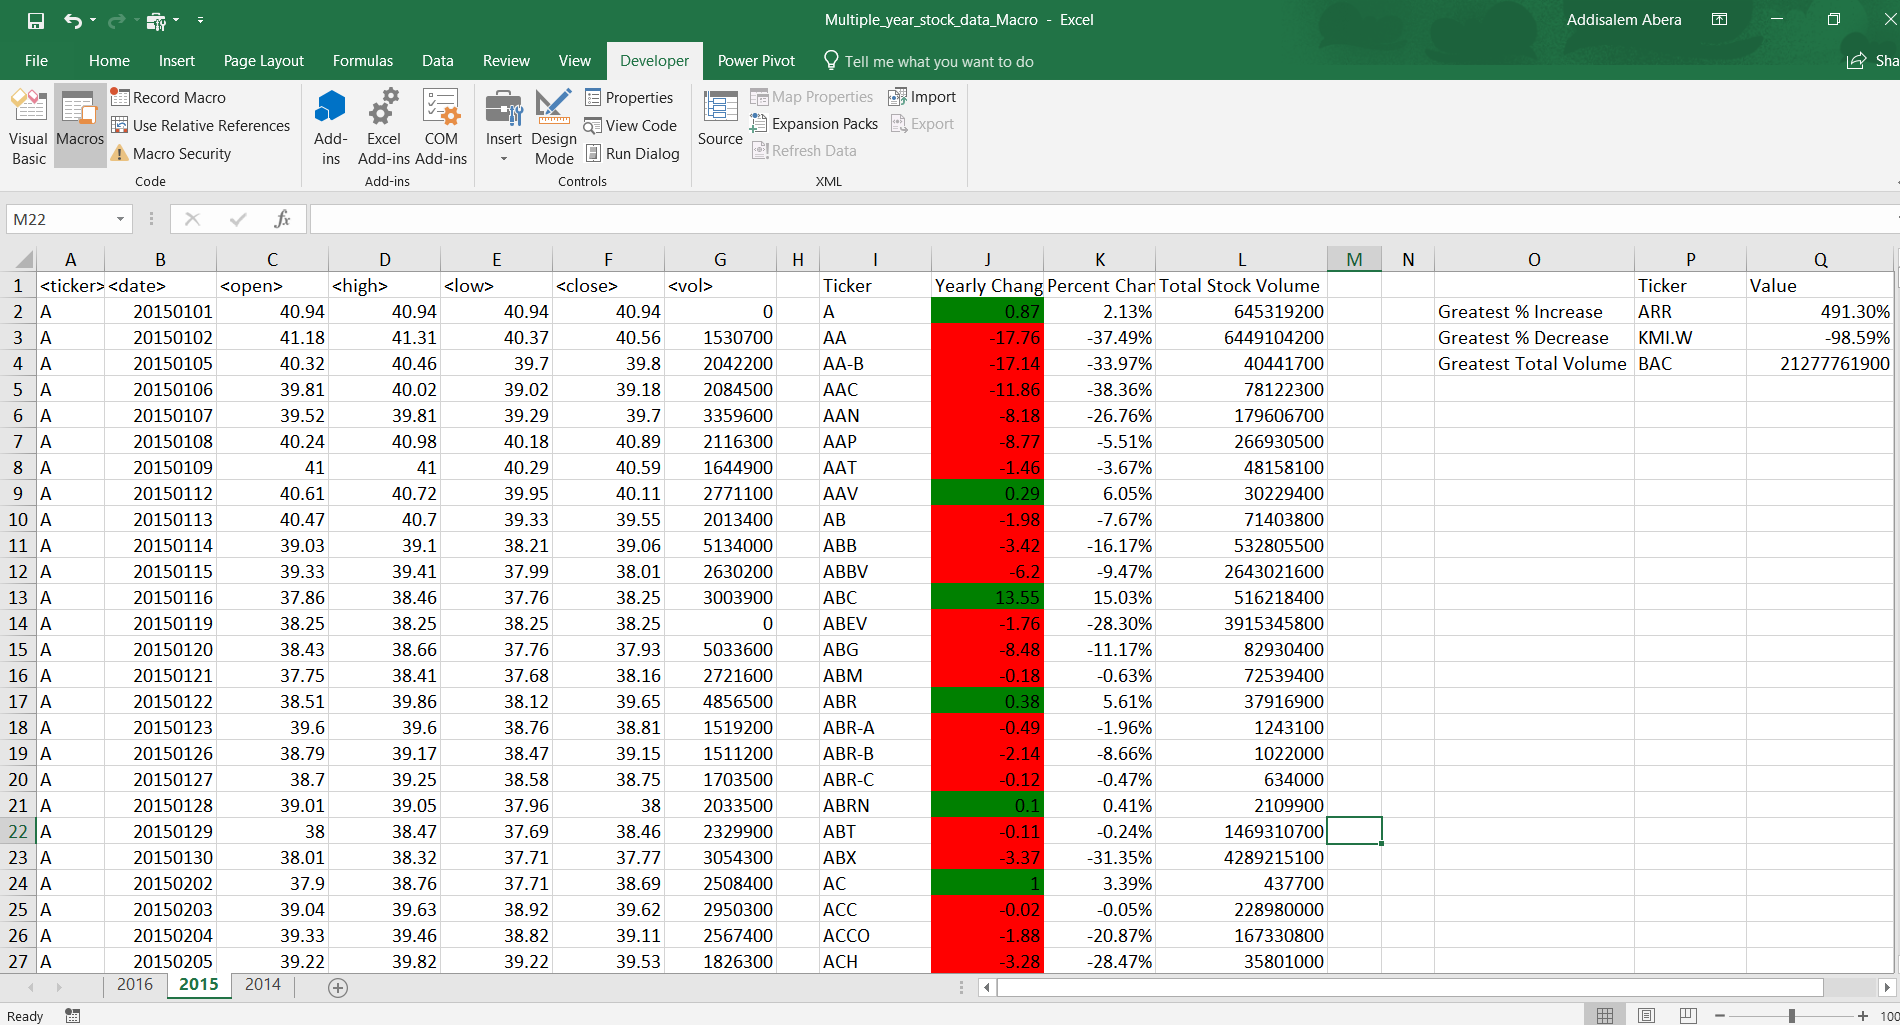 Multiple_year_stock_data_Macro - Excel
Addisalem Abera
File Home Insert Page Layout Formulas Data Review View Developer Power Pivot Tell me what you want to do Sha
Visual Basic
Macros
Record Macro
Use Relative References
Macro Security
Code
Add-ins
Excel Add-ins
COM Add-ins
Add-ins
Insert
Design Mode
Properties
View Code
Run Dialog
Controls
Source
Map Properties
Expansion Packs
Refresh Data
Import
Export
XML
M22 fx
A B C D E F G H I J K L M N O P Q
1 <ticker> <date> <open> <high> <low> <close> <vol> Ticker Yearly Chang Percent Char Total Stock Volume Ticker Value
2 A 20150101 40.94 40.94 40.94 40.94 0 A 0.87 2.13% 645319200 Greatest % Increase ARR 491.30%
3 A 20150102 41.18 41.31 40.37 40.56 1530700 AA -17.76 -37.49% 6449104200 Greatest % Decrease KMI.W -98.59%
4 A 20150105 40.32 40.46 39.7 39.8 2042200 AA-B -17.14 -33.97% 40441700 Greatest Total Volume BAC 21277761900
5 A 20150106 39.81 40.02 39.02 39.18 2084500 AAC -11.86 -38.36% 78122300
6 A 20150107 39.52 39.81 39.29 39.7 3359600 AAN -8.18 -26.76% 179606700
7 A 20150108 40.24 40.98 40.18 40.89 2116300 AAP -8.77 -5.51% 266930500
8 A 20150109 41 41 40.29 40.59 1644900 AAT -1.46 -3.67% 48158100
9 A 20150112 40.61 40.72 39.95 40.11 2771100 AAV 0.29 6.05% 30229400
10 A 20150113 40.47 40.7 39.33 39.55 2013400 AB -1.98 -7.67% 71403800
11 A 20150114 39.03 39.1 38.21 39.06 5134000 ABB -3.42 -16.17% 532805500
12 A 20150115 39.33 39.41 37.99 38.01 2630200 ABBV -6.2 -9.47% 2643021600
13 A 20150116 37.86 38.46 37.76 38.25 3003900 ABC 13.55 15.03% 516218400
14 A 20150119 38.25 38.25 38.25 38.25 0 ABEV -1.76 -28.30% 3915345800
15 A 20150120 38.43 38.66 37.76 37.93 5033600 ABG -8.48 -11.17% 82930400
16 A 20150121 37.75 38.41 37.68 38.16 2721600 ABM -0.18 -0.63% 72539400
17 A 20150122 38.51 39.86 38.12 39.65 4856500 ABR 0.38 5.61% 37916900
18 A 20150123 39.6 39.6 38.76 38.81 1519200 ABR-A -0.49 -1.96% 1243100
19 A 20150126 38.79 39.17 38.47 39.15 1511200 ABR-B -2.14 -8.66% 1022000
20 A 20150127 38.7 39.25 38.58 38.75 1703500 ABR-C -0.12 -0.47% 634000
21 A 20150128 39.01 39.05 37.96 38 2033500 ABRN 0.1 0.41% 2109900
22 A 20150129 38 38.47 37.69 38.46 2329900 ABT -0.11 -0.24% 1469310700
23 A 20150130 38.01 38.32 37.71 37.77 3054300 ABX -3.37 -31.35% 4289215100
24 A 20150202 37.9 38.76 37.71 38.69 2508400 AC 1 3.39% 437700
25 A 20150203 39.04 39.63 38.92 39.62 2950300 ACC -0.02 -0.05% 228980000
26 A 20150204 39.33 39.46 38.82 39.11 2567400 ACCO -1.88 -20.87% 167330800
27 A 20150205 39.22 39.82 39.22 39.53 1826300 ACH -3.28 -28.47% 35801000
2016 2015 2014
Ready
100